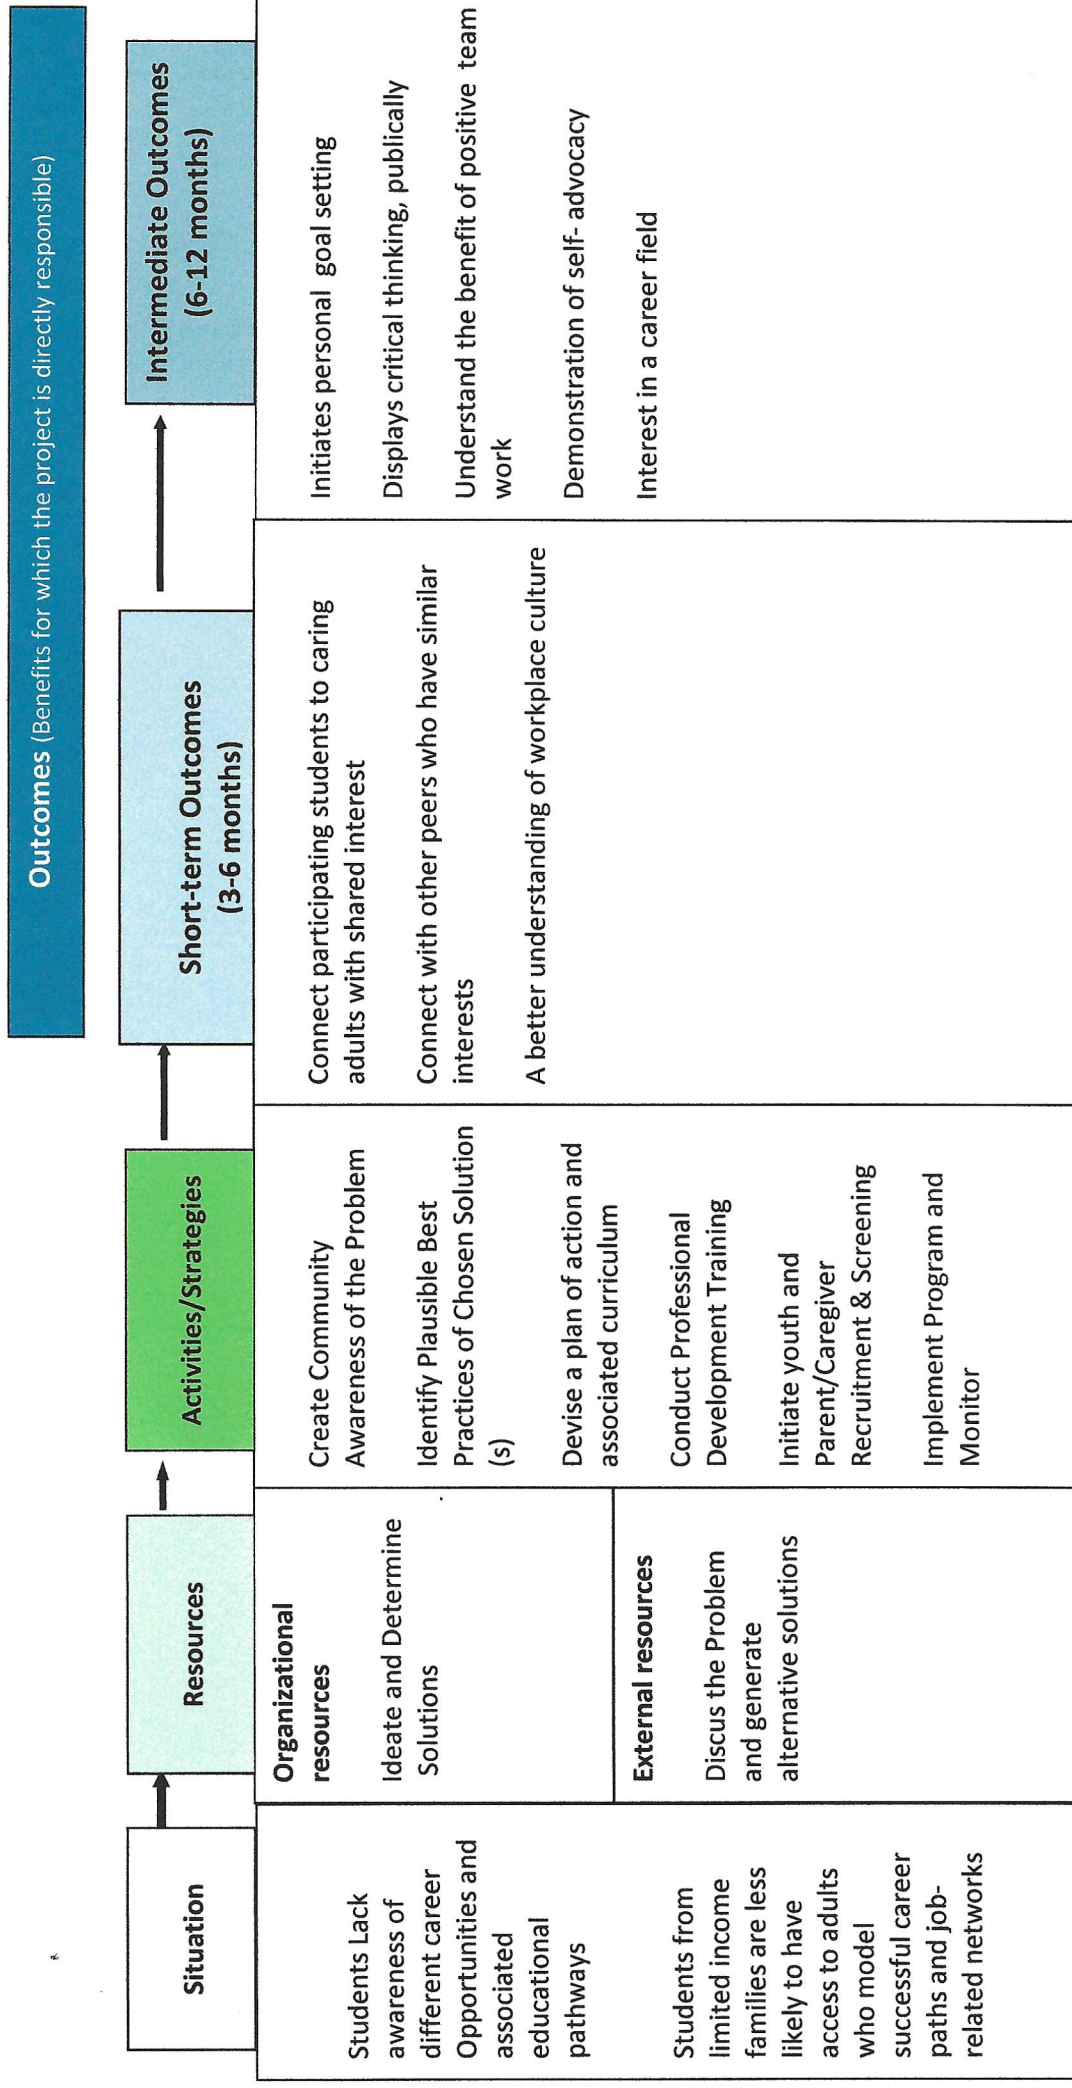 Outcomes (Benefits for which the project is directly responsible)
Situation
Resources
Activities/Strategies
Short-term Outcomes
(3-6 months)
Intermediate Outcomes
(6-12 months)
Students Lack
awareness of
different career
Opportunities and
associated
educational
pathways
Students from
limited income
families are less
likely to have
access to adults
who model
successful career
paths and job-
related networks
Organizational
resources
Ideate and Determine
Solutions
External resources
Discus the Problem
and generate
alternative solutions
Create Community
Awareness of the Problem
Identify Plausible Best
Practices of Chosen Solution
(s)
Devise a plan of action and
associated curriculum
Conduct Professional
Development Training
Initiate youth and
Parent/Caregiver
Recruitment & Screening
Implement Program and
Monitor
Connect participating students to caring
adults with shared interest
Connect with other peers who have similar
interests
A better understanding of workplace culture
Initiates personal goal setting
Displays critical thinking, publically
Understand the benefit of positive team
work
Demonstration of self- advocacy
Interest in a career field